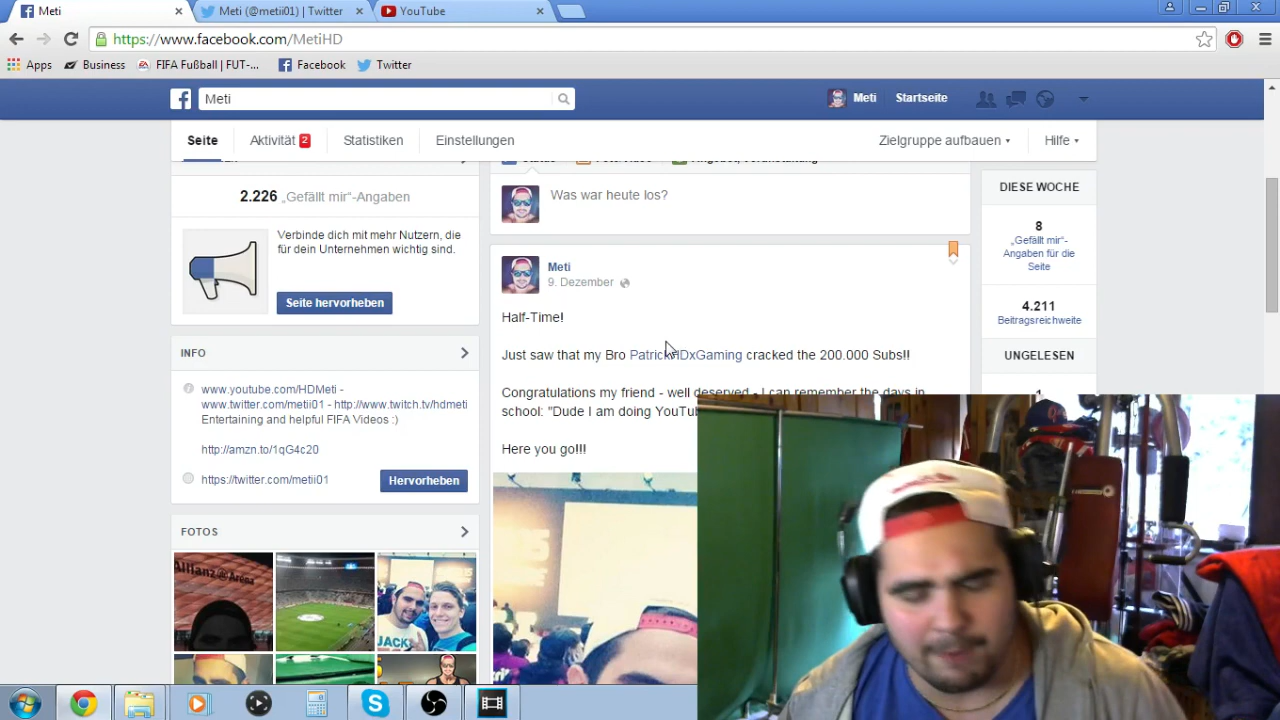 Meti
Meti (@metii01) | Twitter
YouTube
https://www.facebook.com/MetiHD
Apps
Business
FIFA Fußball | FUT-...
Facebook
Twitter
Meti
Meti
Startseite
Seite
Aktivität 2
Statistiken
Einstellungen
Zielgruppe aufbauen
Hilfe
2.226 „Gefällt mir“-Angaben
Verbinde dich mit mehr Nutzern, die
für dein Unternehmen wichtig sind.
Seite hervorheben
INFO
www.youtube.com/HDMeti -
www.twitter.com/metii01 - http://www.twitch.tv/hdmeti
Entertaining and helpful FIFA Videos :)
http://amzn.to/1qG4c20
https://twitter.com/metii01
Hervorheben
FOTOS
Allianz Arena
Was war heute los?
Meti
9. Dezember
Half-Time!
Just saw that my Bro PatrickHDxGaming cracked the 200.000 Subs!!
Congratulations my friend - well deserved - I can remember the days in
school: "Dude I am doing YouTub
Here you go!!!
DIESE WOCHE
8
„Gefällt mir“-
Angaben für die
Seite
4.211
Beitragsreichweite
UNGELESEN
1